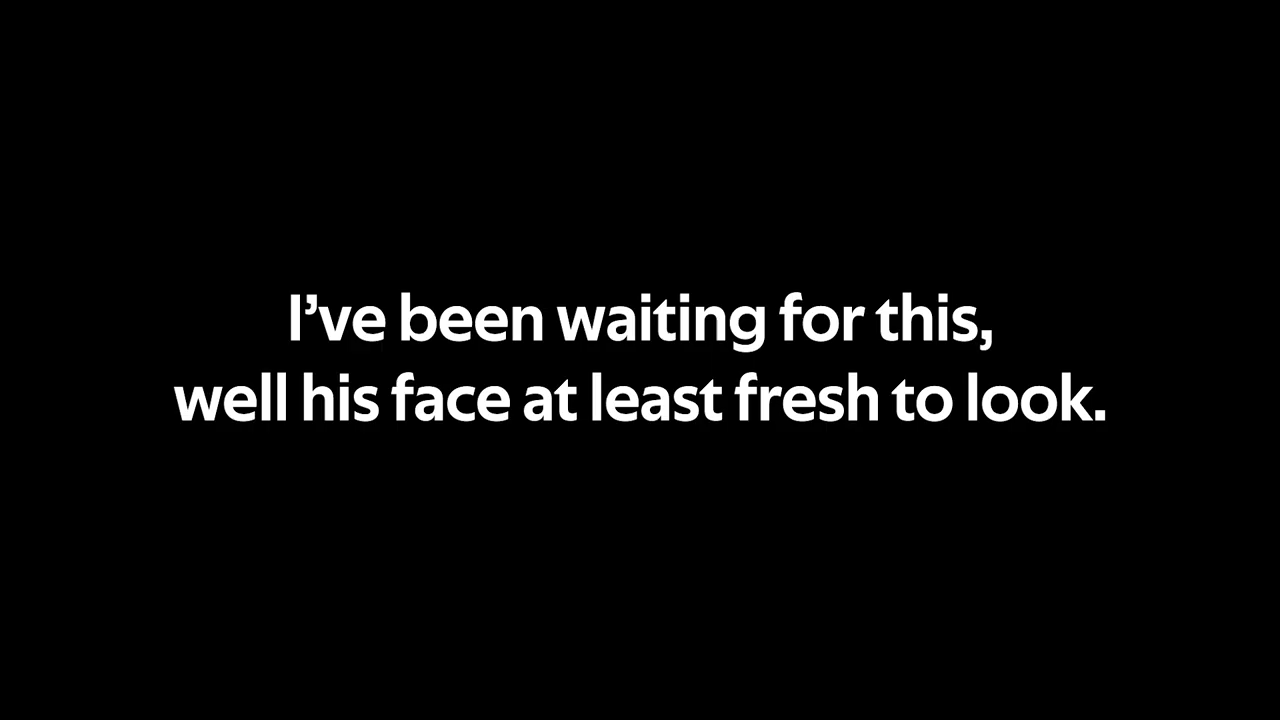 I’ve been waiting for this,
well his face at least fresh to look.